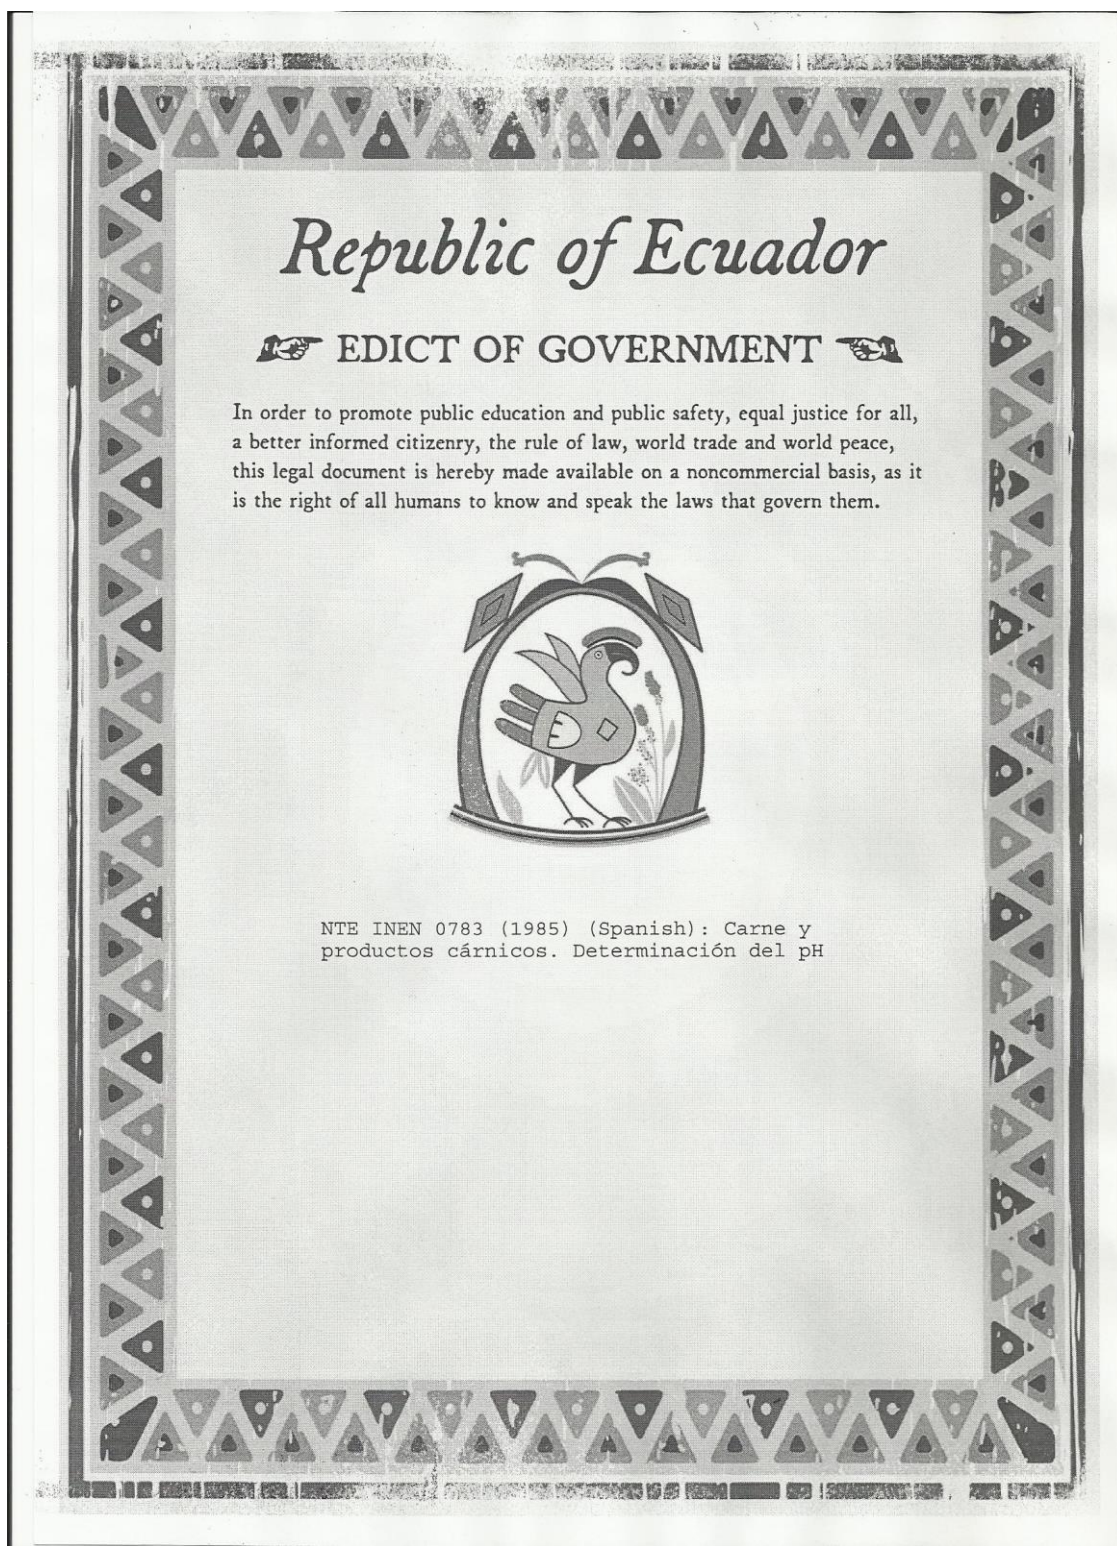 Republic of Ecuador
EDICT OF GOVERNMENT
In order to promote public education and public safety, equal justice for all,
a better informed citizenry, the rule of law, world trade and world peace,
this legal document is hereby made available on a noncommercial basis, as it
is the right of all humans to know and speak the laws that govern them.
NTE INEN 0783 (1985) (Spanish): Carne y
productos cárnicos. Determinación del pH